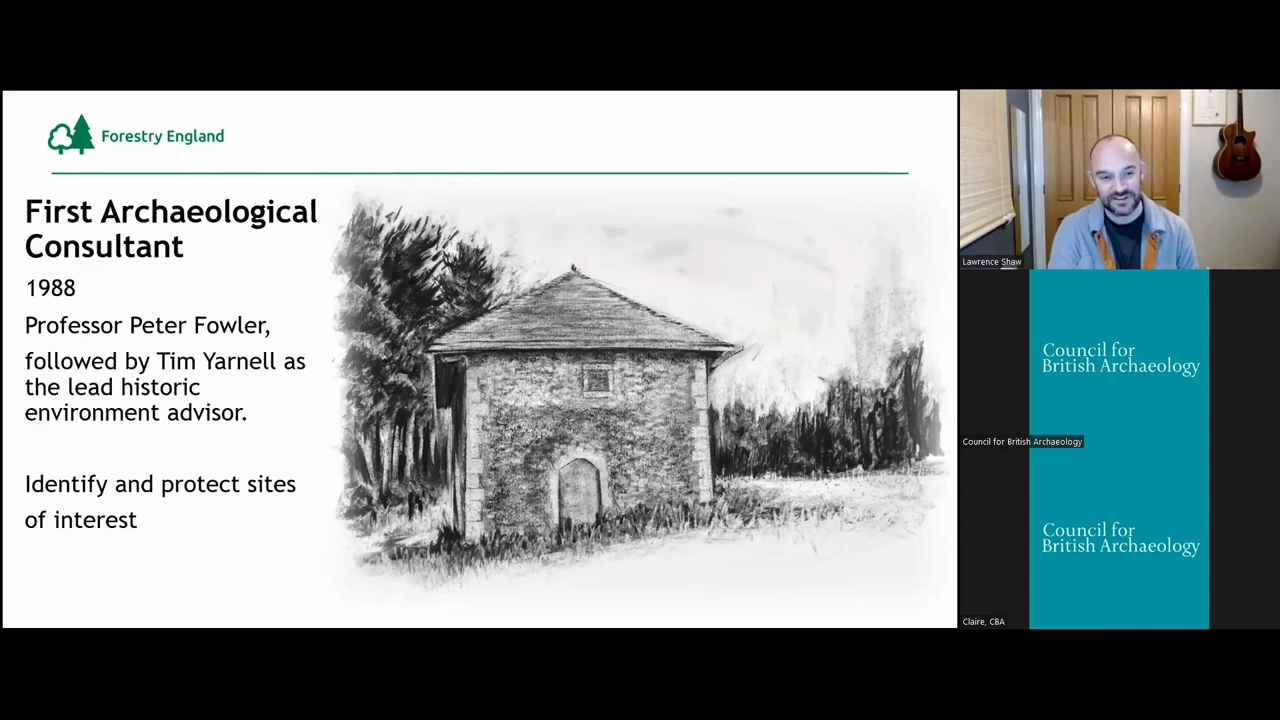 Forestry England
First Archaeological
Consultant
1988
Professor Peter Fowler,
followed by Tim Yarnell as
the lead historic
environment advisor.
Identify and protect sites
of interest
Lawrence Shaw
Council for
British Archaeology
Council for British Archaeology
Council for
British Archaeology
Claire, CBA